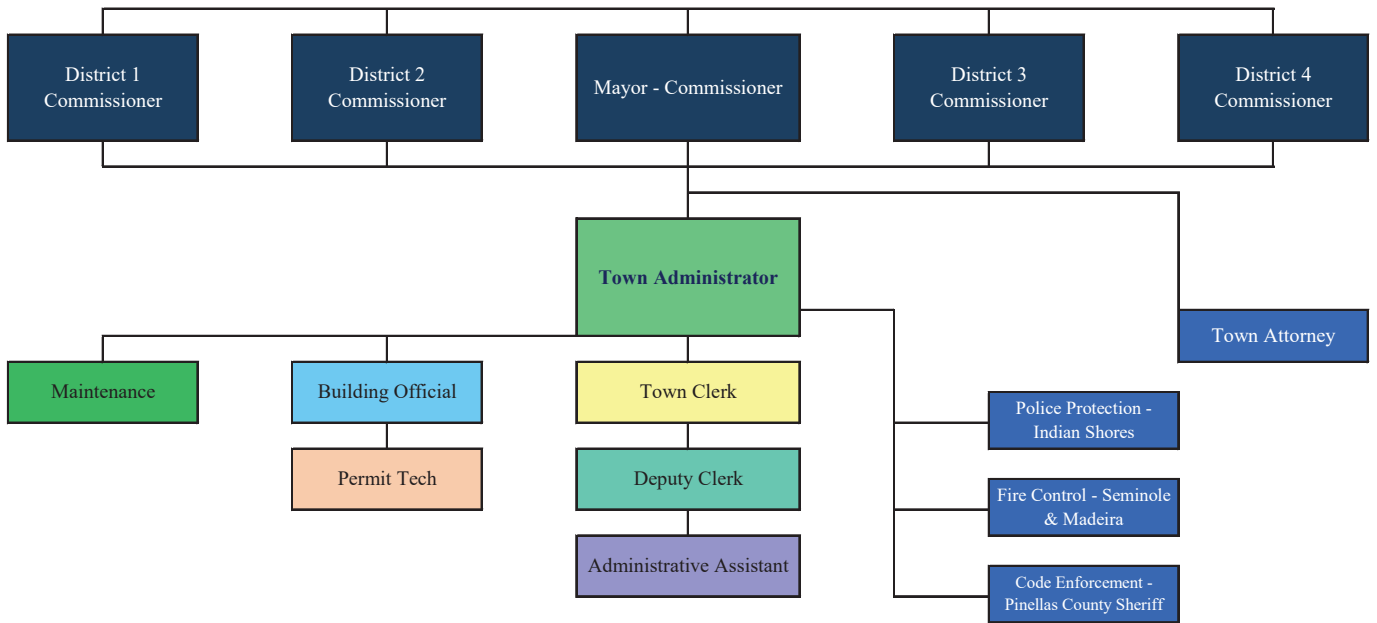 District 1
Commissioner
District 2
Commissioner
Mayor - Commissioner
District 3
Commissioner
District 4
Commissioner
Town Administrator
Town Attorney
Maintenance
Building Official
Town Clerk
Police Protection -
Indian Shores
Permit Tech
Deputy Clerk
Fire Control - Seminole
& Madeira
Administrative Assistant
Code Enforcement -
Pinellas County Sheriff